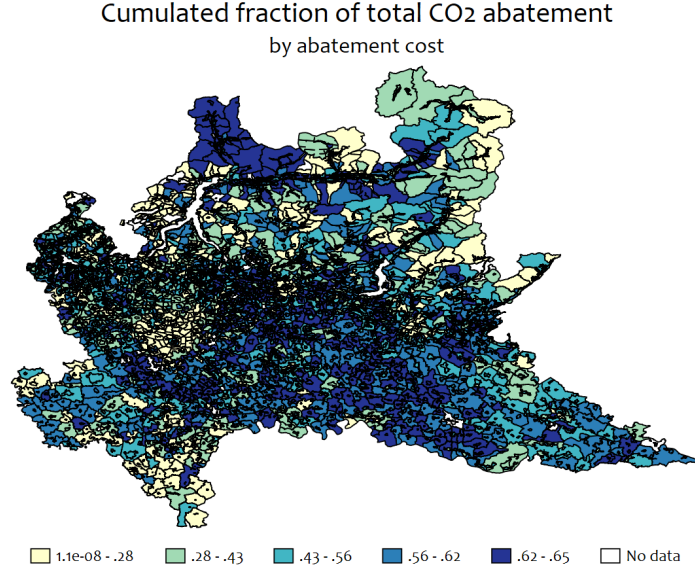 Cumulated fraction of total CO2 abatement
by abatement cost
1.1e-08 - .28 .28 - .43 .43 - .56 .56 - .62 .62 - .65 No data